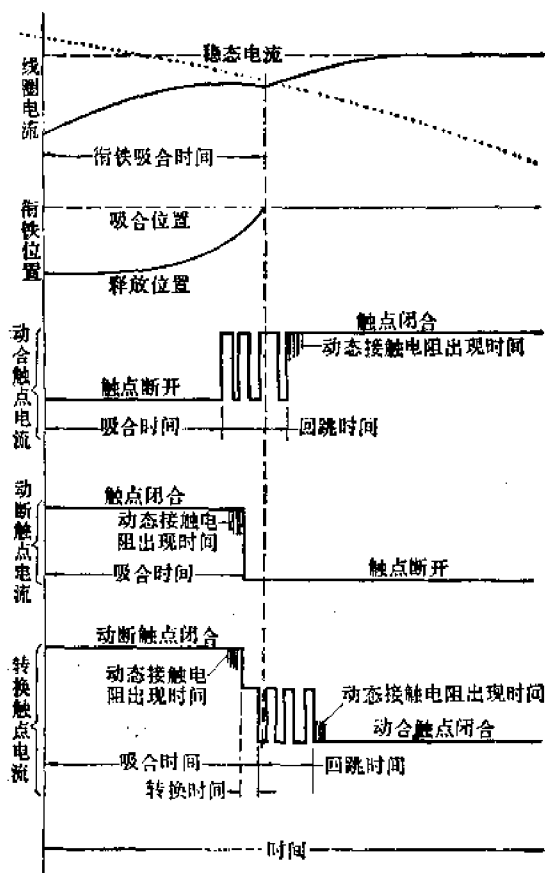 线圈电流
稳态电流
衔铁吸合时间
衔铁位置
吸合位置
释放位置
动合触点电流
触点闭合
动态接触电阻出现时间
触点断开
吸合时间
回跳时间
动断触点电流
触点闭合
动态接触电
阻出现时间
吸合时间
触点断开
转换触点电流
动断触点闭合
动态接触电
阻出现时间
动态接触电阻出现时间
动合触点闭合
吸合时间
回跳时间
转换时间
时间